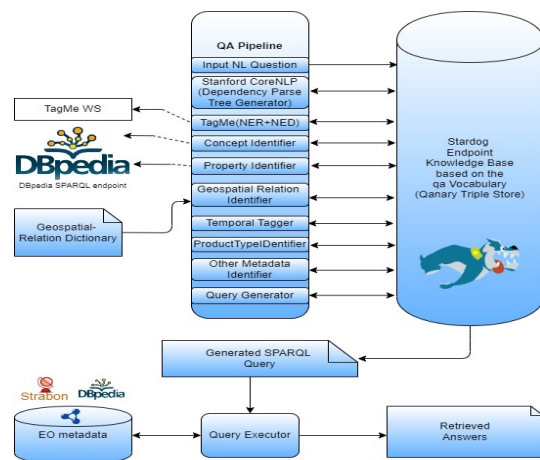 QA Pipeline
Input NL Question
Stanford CoreNLP
(Dependency Parse
Tree Generator)
TagMe(NER+NED)
Concept Identifier
Property Identifier
Geospatial Relation
Identifier
Temporal Tagger
ProductTypeIDentifier
Other Metadata
Identifier
Query Generator
TagMe WS
DBpedia
DBpedia SPARQL endpoint
Geospatial-
Relation Dictionary
Stardog
Endpoint
Knowledge Base
based on the
qa Vocabulary
(Qanary Triple Store)
Generated SPARQL
Query
Strabon
DBpedia
EO metadata
Query Executor
Retrieved
Answers